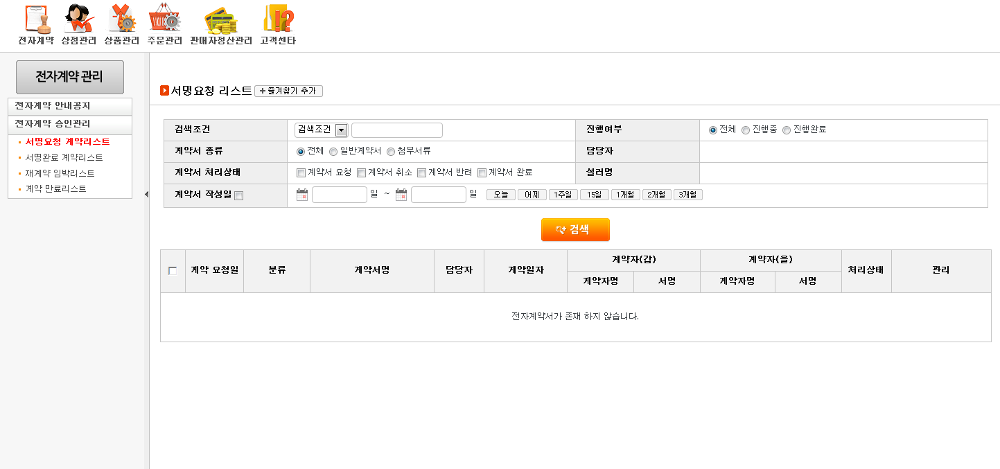 전자계약 상점관리 상품관리 주문관리 판매자정산관리 고객센타
전자계약 관리
전자계약 안내공지
전자계약 승인관리
서명요청 계약리스트
서명완료 계약리스트
재계약 임박리스트
계약 만료리스트
서명요청 리스트 + 즐겨찾기 추가
검색조건 검색조건 진행여부 전체 진행중 진행완료
계약서 종류 전체 일반계약서 첨부서류 담당자
계약서 처리상태 계약서 요청 계약서 취소 계약서 반려 계약서 완료 설러명
계약서 작성일 일 ~ 일 오늘 어제 1주일 15일 1개월 2개월 3개월
검색
계약 요청일 분류 계약서명 담당자 계약일자 계약자(갑) 계약자(을) 처리상태 관리
계약자명 서명 계약자명 서명
전자계약서가 존재 하지 않습니다.